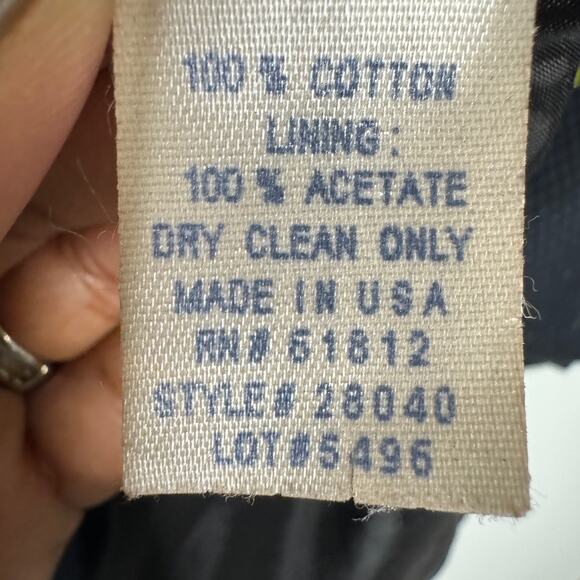 100 % COTTON
LINING :
100 % ACETATE
DRY CLEAN ONLY
MADE IN USA
RN# 61812
STYLE# 28040
LOT#5496